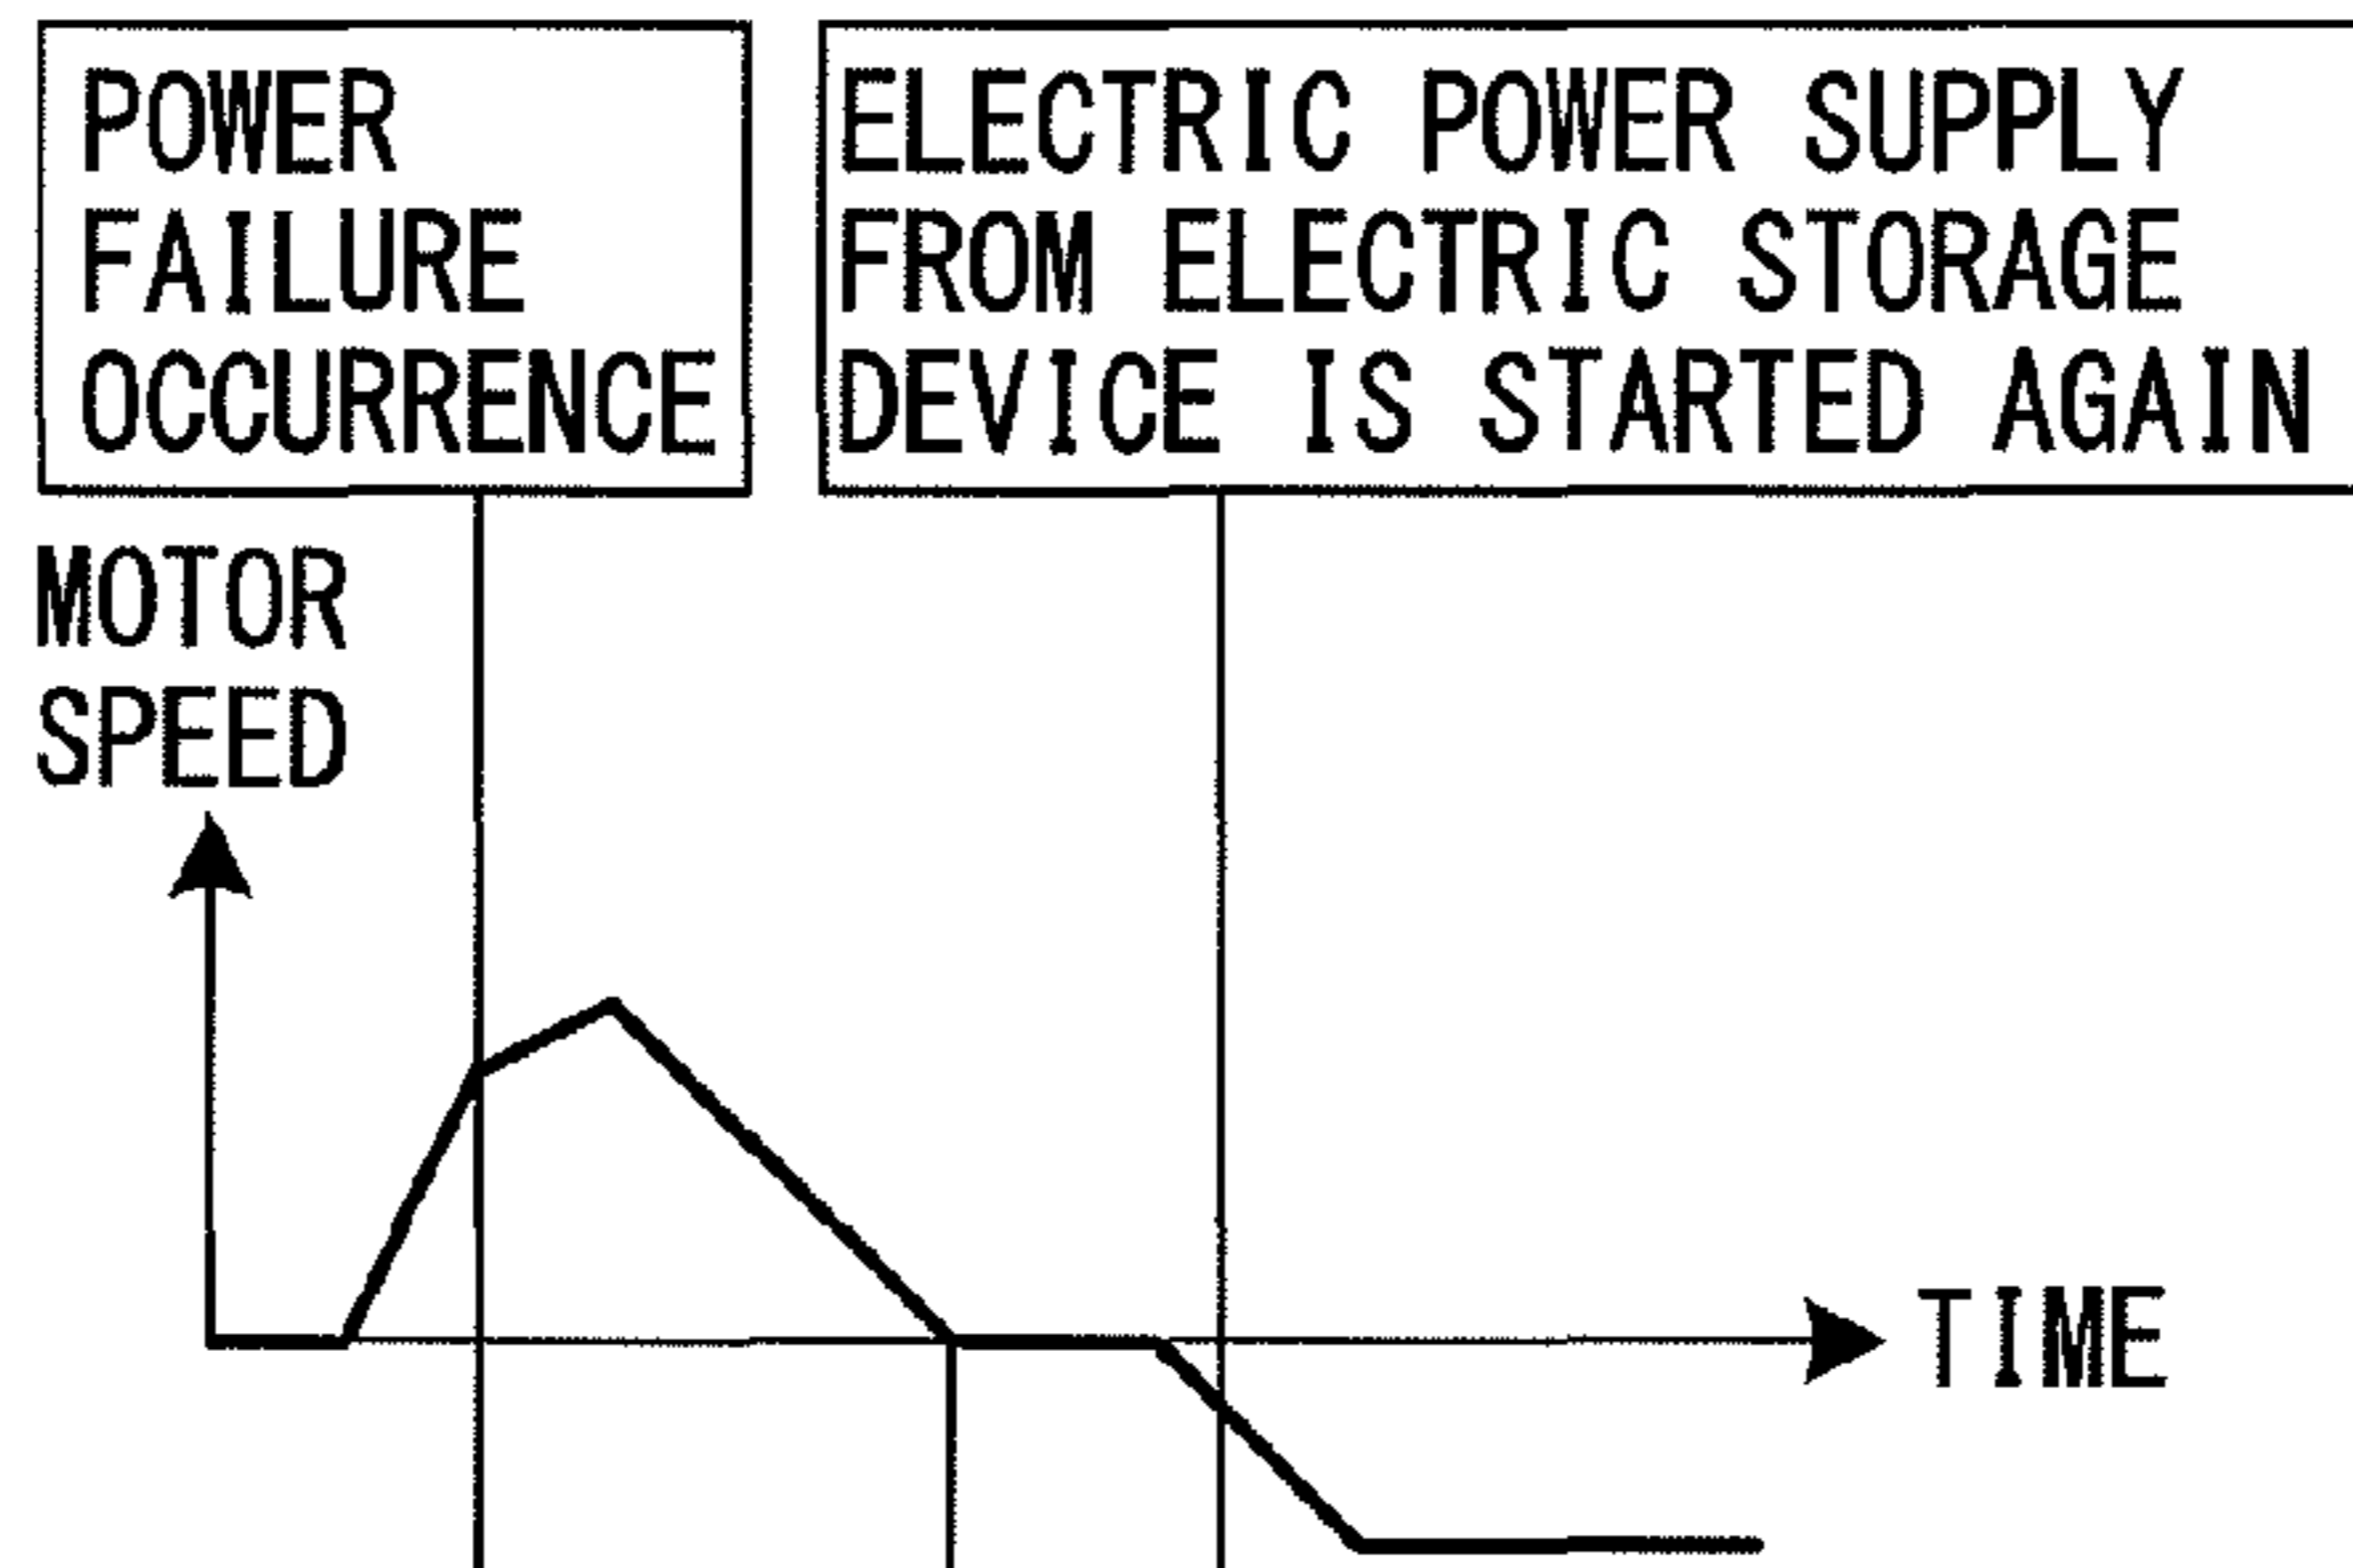 POWER
FAILURE
OCCURRENCE
ELECTRIC POWER SUPPLY
FROM ELECTRIC STORAGE
DEVICE IS STARTED AGAIN
MOTOR
SPEED
TIME